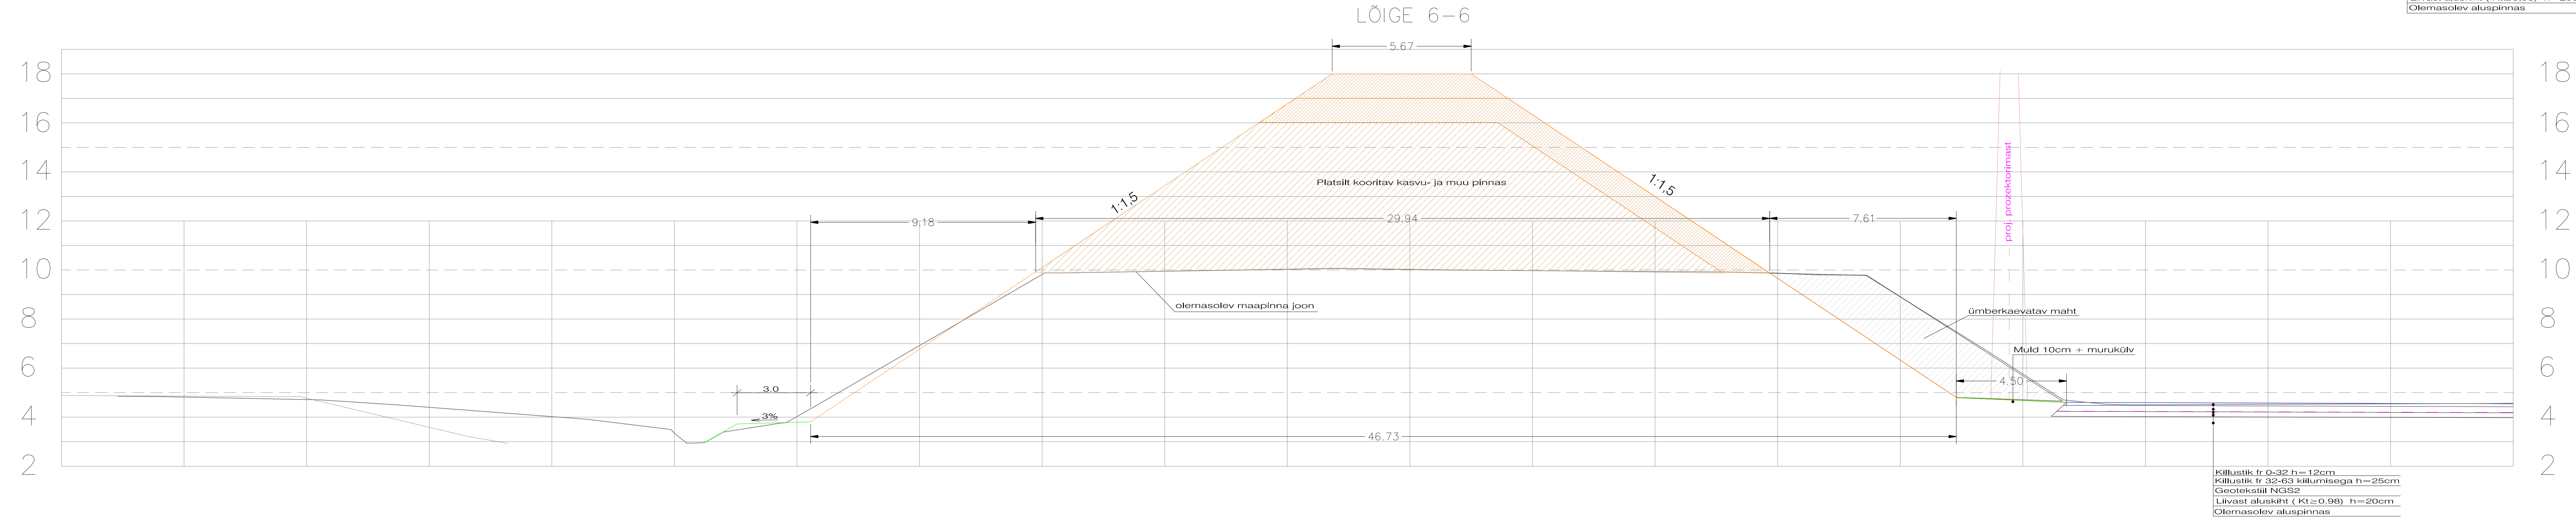 Olemasolev aluspinnas
LÕIGE 6-6
5.67
18
18
16
16
14
14
12
12
10
10
8
8
6
6
4
4
2
2
proj. prozektorimast
Platsilt kooritav kasvu- ja muu pinnas
1:1,5
1:1,5
9.18
29.94
7.61
olemasolev maapinna joon
ümberkaevatav maht
Muld 10cm + murukülv
3.0
4.50
3%
46.73
Killustik fr 0-32 h=12cm
Killustik fr 32-63 kiilumisega h=25cm
Geotekstiil NGS2
Liivast aluskiht ( Kt≥0,98) h=20cm
Olemasolev aluspinnas